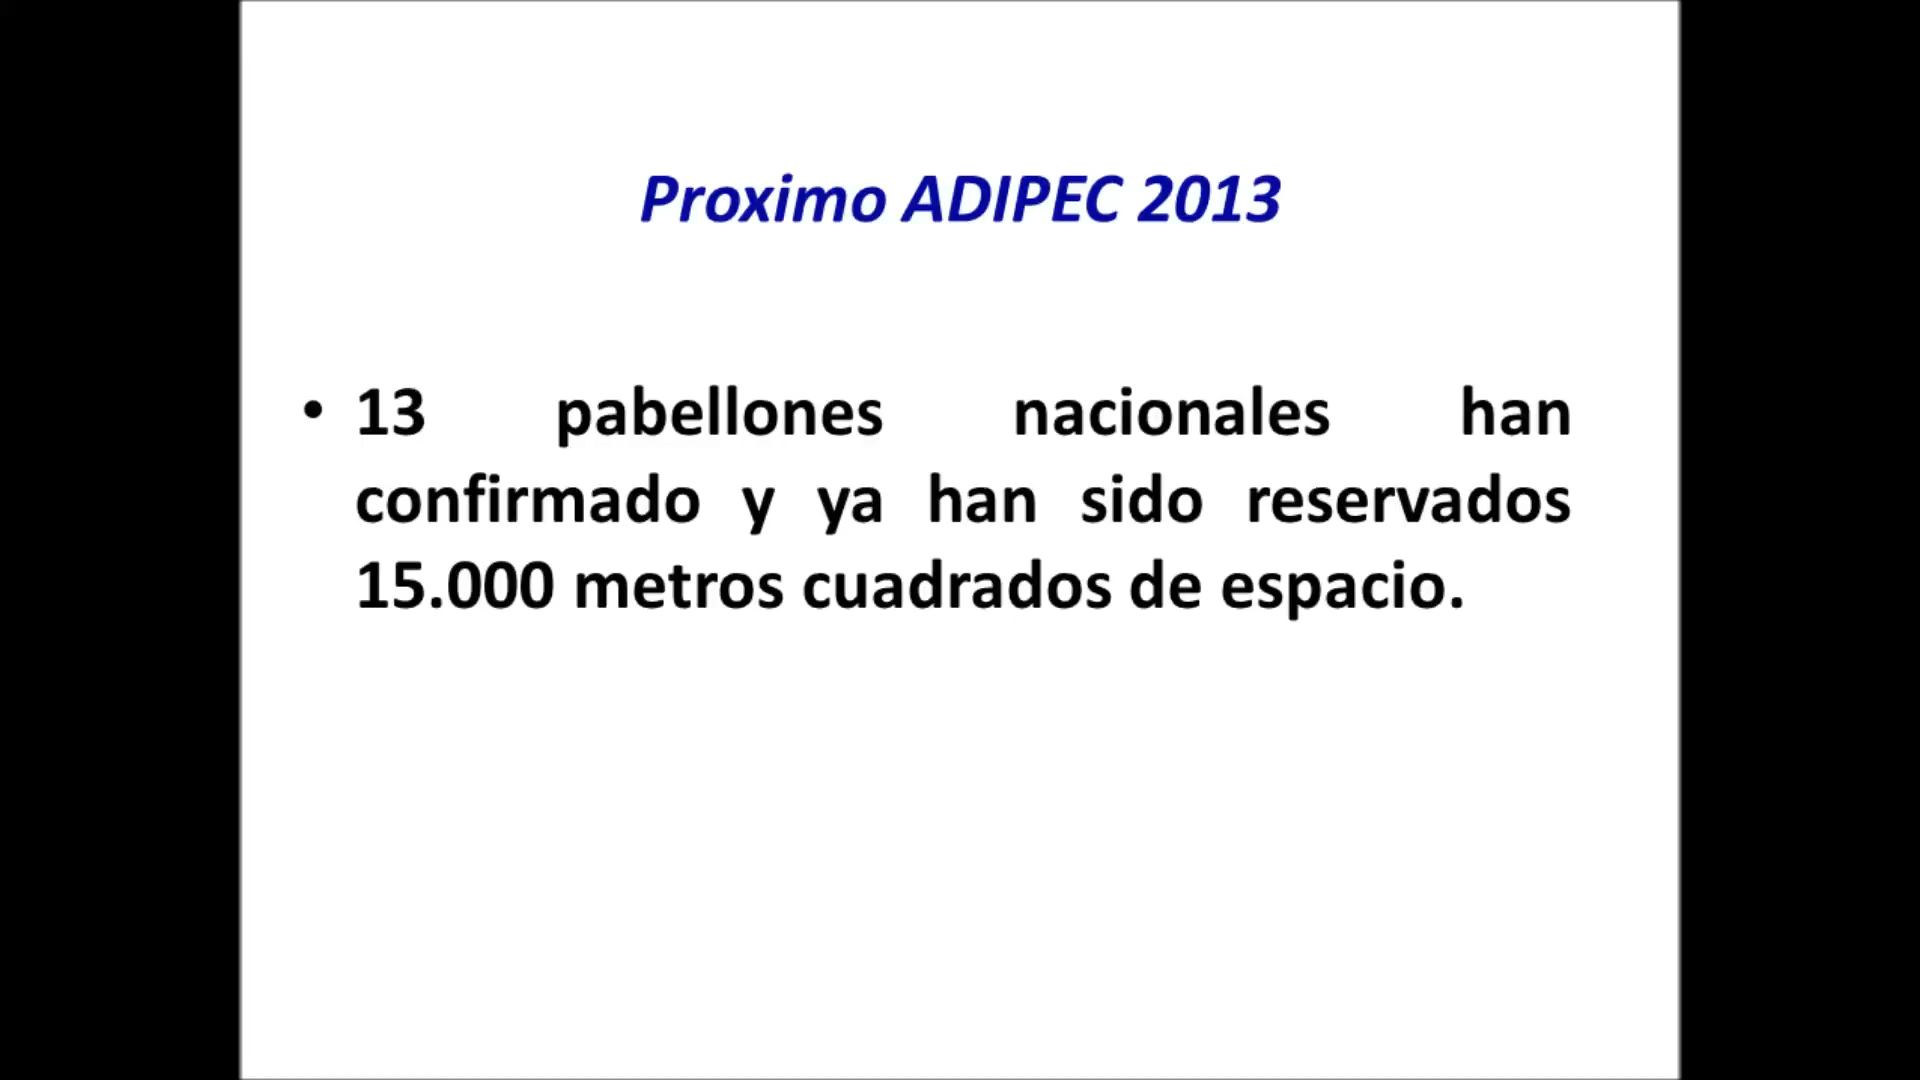 Proximo ADIPEC 2013
• 13 pabellones nacionales han
confirmado y ya han sido reservados
15.000 metros cuadrados de espacio.